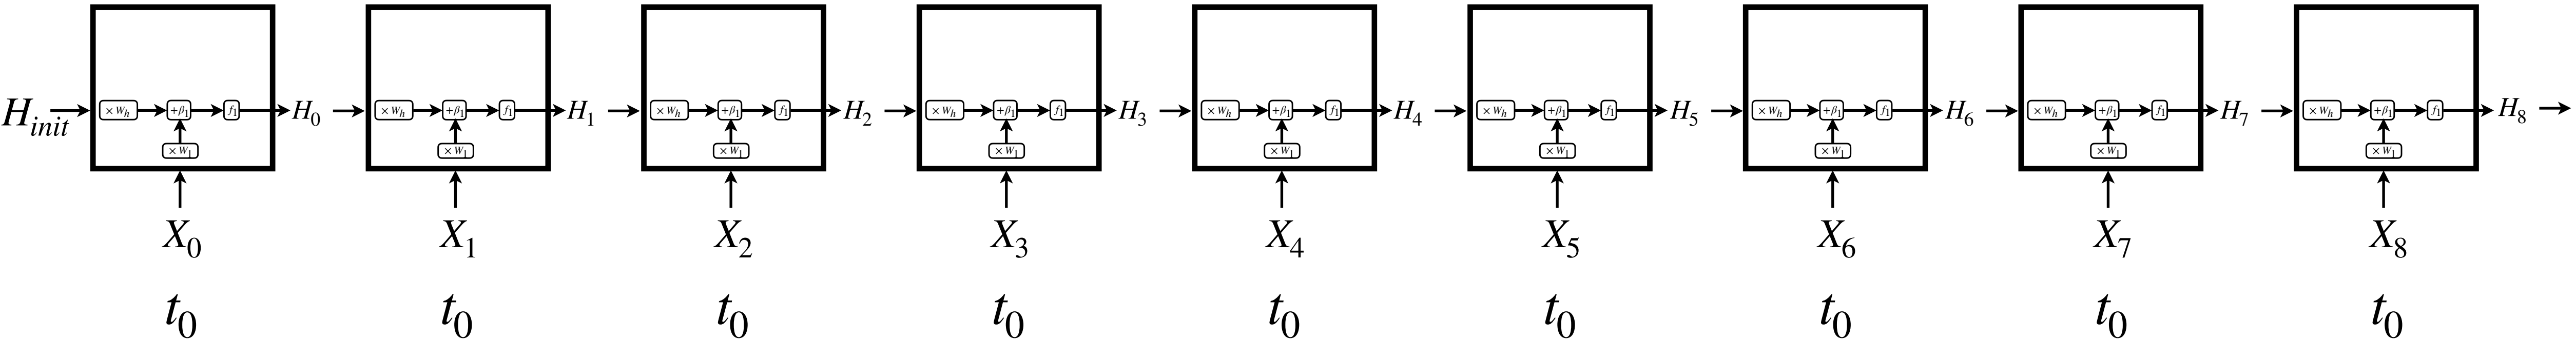 H_init ×W_h +β_1 f_1 H_0 ×W_h +β_1 f_1 H_1 ×W_h +β_1 f_1 H_2 ×W_h +β_1 f_1 H_3 ×W_h +β_1 f_1 H_4 ×W_h +β_1 f_1 H_5 ×W_h +β_1 f_1 H_6 ×W_h +β_1 f_1 H_7 ×W_h +β_1 f_1 H_8
×W_1 ×W_1 ×W_1 ×W_1 ×W_1 ×W_1 ×W_1 ×W_1 ×W_1
X_0 X_1 X_2 X_3 X_4 X_5 X_6 X_7 X_8
t_0 t_0 t_0 t_0 t_0 t_0 t_0 t_0 t_0